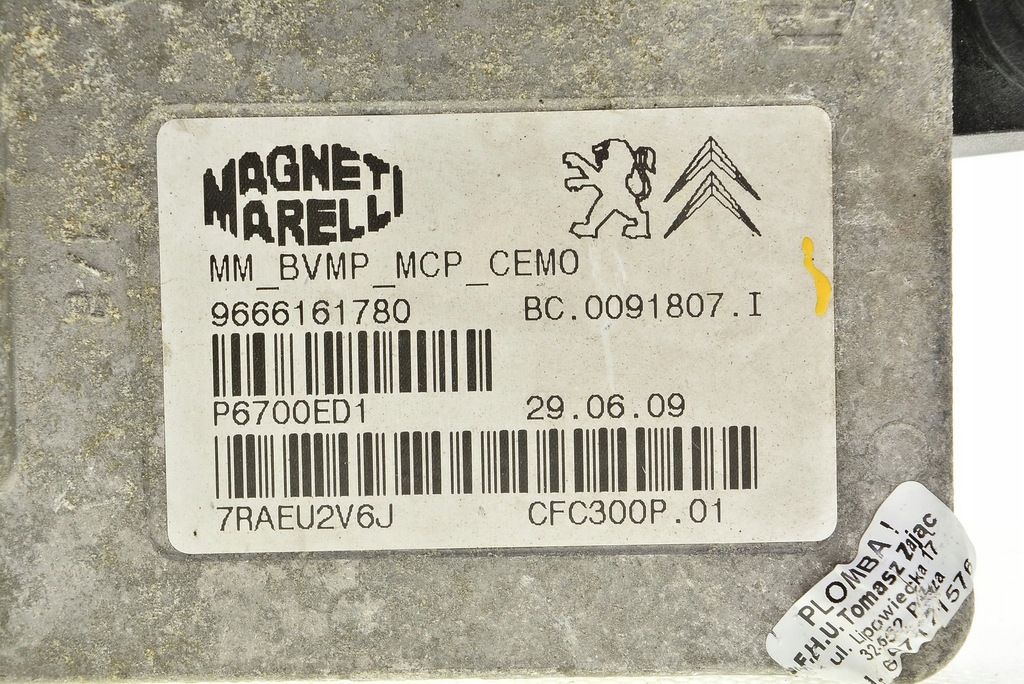 MAGNETI
MARELLI
MM_BVMP_MCP_CEMO
9666161780 BC.0091807.I
P6700ED1 29.06.09
7RAEU2V6J CFC300P.01
PLOMBA !
F.H.U. Tomasz Zając
ul. Lipowiecka 17